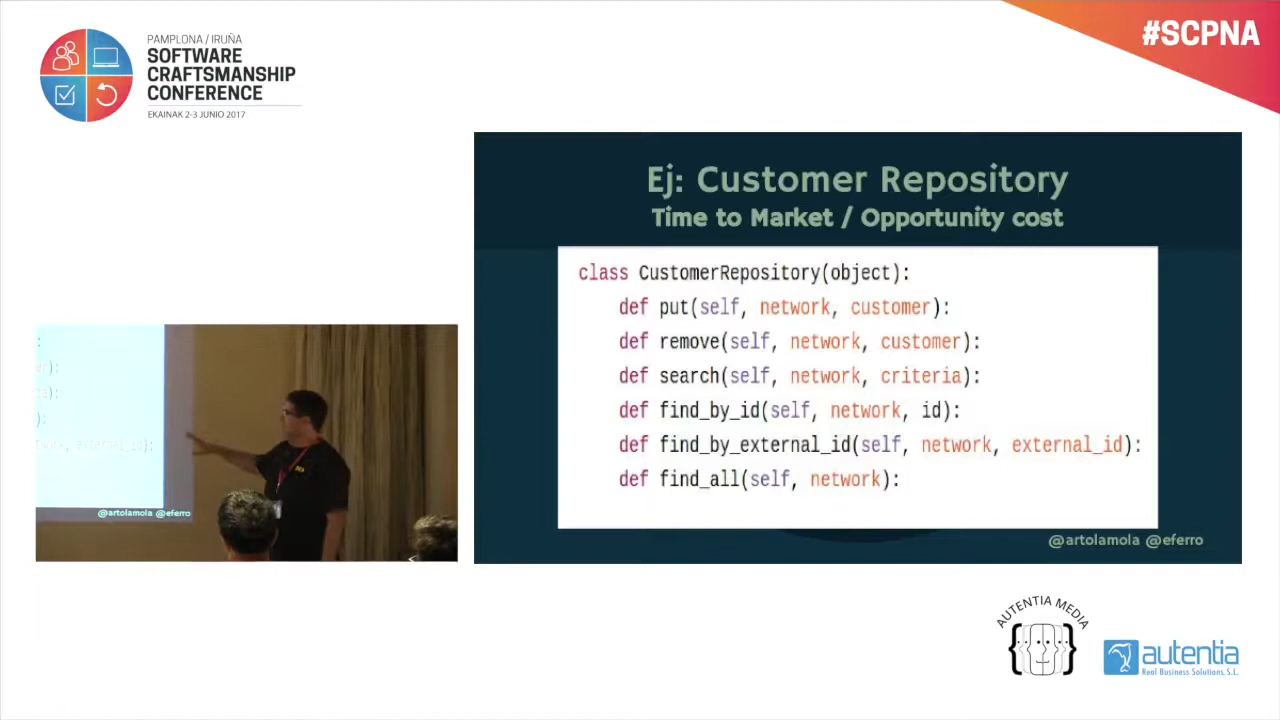 PAMPLONA / IRUÑA
SOFTWARE
CRAFTSMANSHIP
CONFERENCE
EKAINAK 2-3 JUNIO 2017
#SCPNA
Ej: Customer Repository
Time to Market / Opportunity cost
class CustomerRepository(object):
def put(self, network, customer):
def remove(self, network, customer):
def search(self, network, criteria):
def find_by_id(self, network, id):
def find_by_external_id(self, network, external_id):
def find_all(self, network):
@artolamola @eferro
:
er):
a):
):
twork, external_id):
@artolamola @eferro
AUTENTIA MEDIA
autentia
Real Business Solutions, S.L.